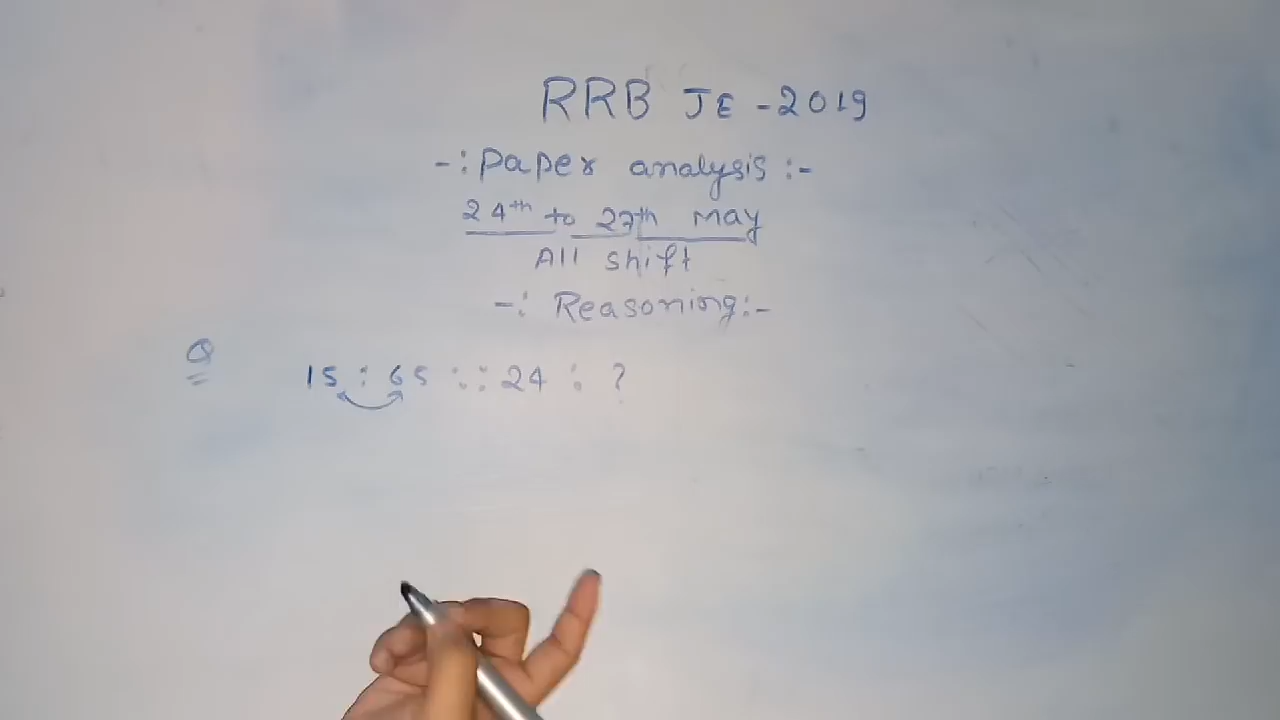 RRB JE -2019
-: Paper analysis :-
24th to 27th May
All shift
-: Reasoning:-
Q 15 : 65 :: 24 : ?